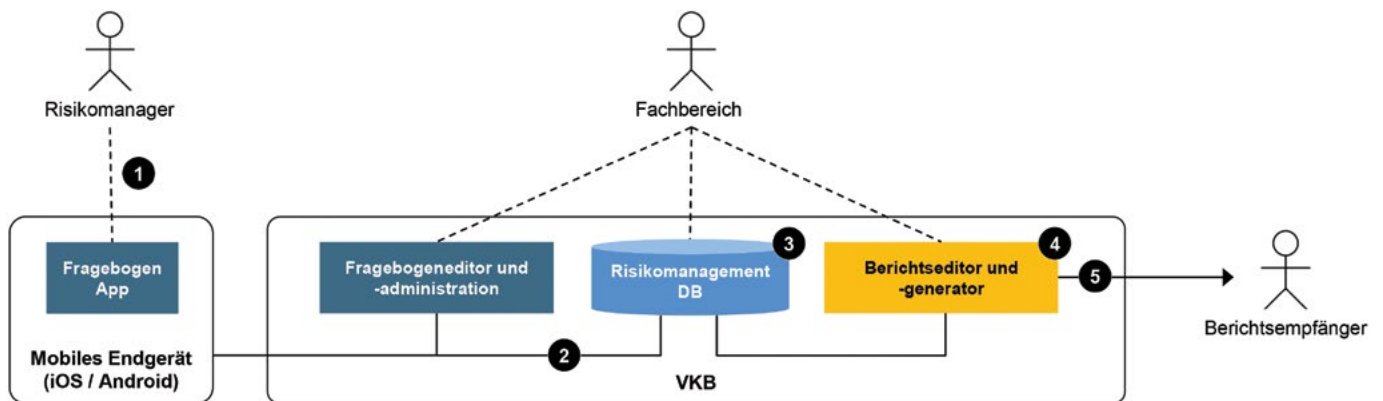 Risikomanager
Fachbereich
1
Fragebogen
App
Mobiles Endgerät
(iOS / Android)
Fragebogeneditor und
-administration
2
Risikomanagement
DB
3
Berichtseditor und
-generator
4
5
VKB
Berichtsempfänger